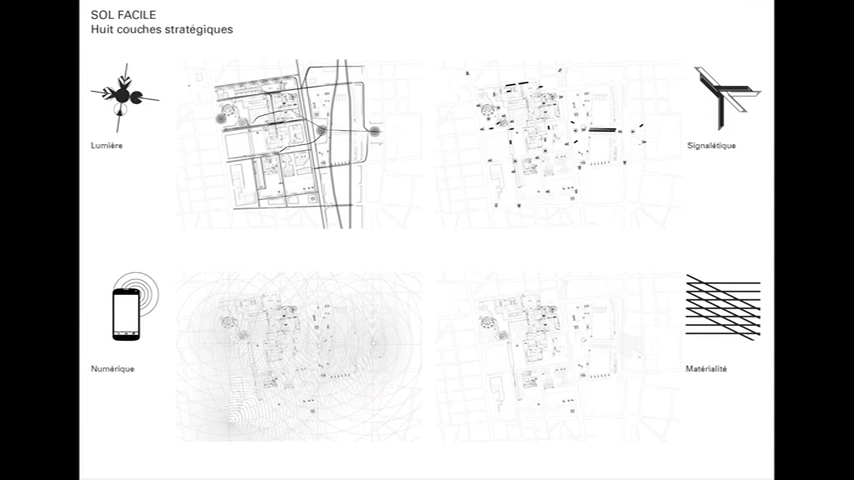 SOL FACILE
Huit couches stratégiques
Lumière
Signalétique
Numérique
Matérialité